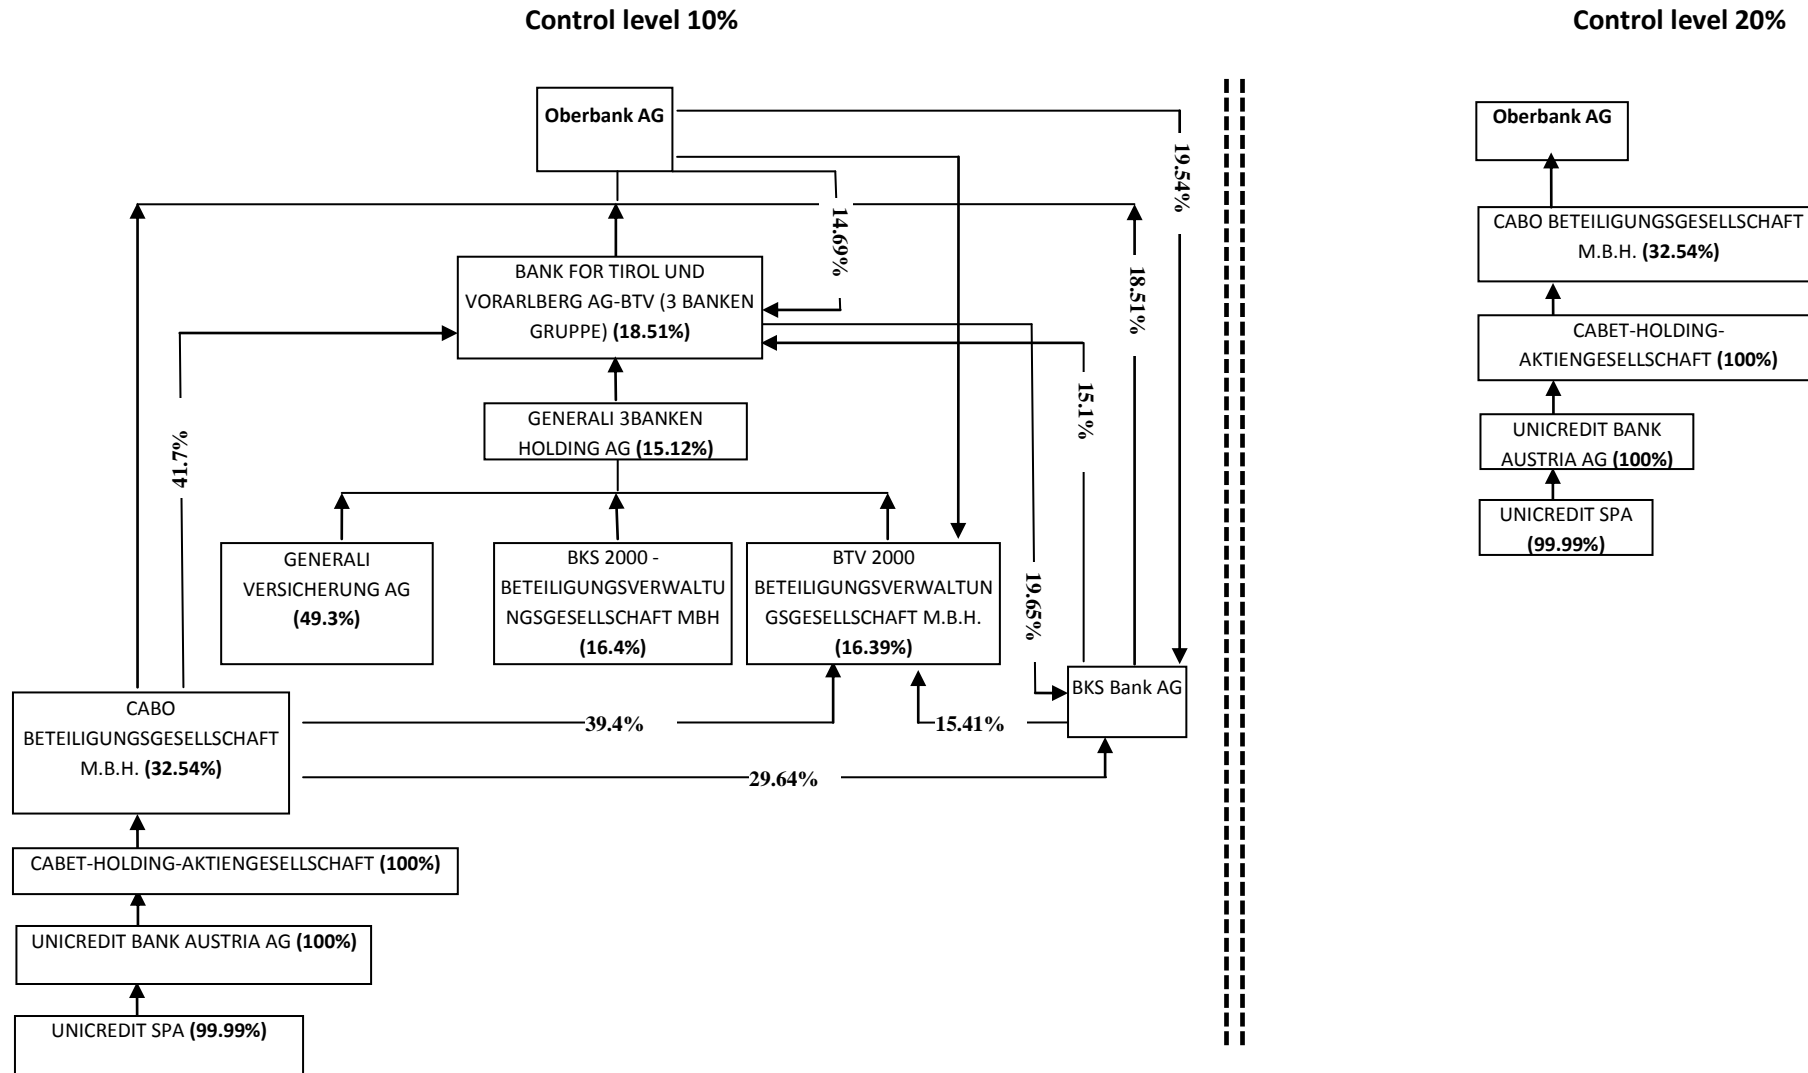 Control level 10%
Control level 20%
Oberbank AG
19.54%
14.69%
BANK FOR TIROL UND
VORARLBERG AG-BTV (3 BANKEN
GRUPPE) (18.51%)
18.51%
41.7%
15.1%
GENERALI 3BANKEN
HOLDING AG (15.12%)
GENERALI
VERSICHERUNG AG
(49.3%)
BKS 2000 -
BETEILIGUNGSVERWALTU
NGSGESELLSCHAFT MBH
(16.4%)
BTV 2000
BETEILIGUNGSVERWALTUN
GSGESELLSCHAFT M.B.H.
(16.39%)
19.65%
BKS Bank AG
CABO
BETEILIGUNGSGESELLSCHAFT
M.B.H. (32.54%)
39.4%
15.41%
29.64%
CABET-HOLDING-AKTIENGESELLSCHAFT (100%)
UNICREDIT BANK AUSTRIA AG (100%)
UNICREDIT SPA (99.99%)
Oberbank AG
CABO BETEILIGUNGSGESELLSCHAFT
M.B.H. (32.54%)
CABET-HOLDING-
AKTIENGESELLSCHAFT (100%)
UNICREDIT BANK
AUSTRIA AG (100%)
UNICREDIT SPA
(99.99%)